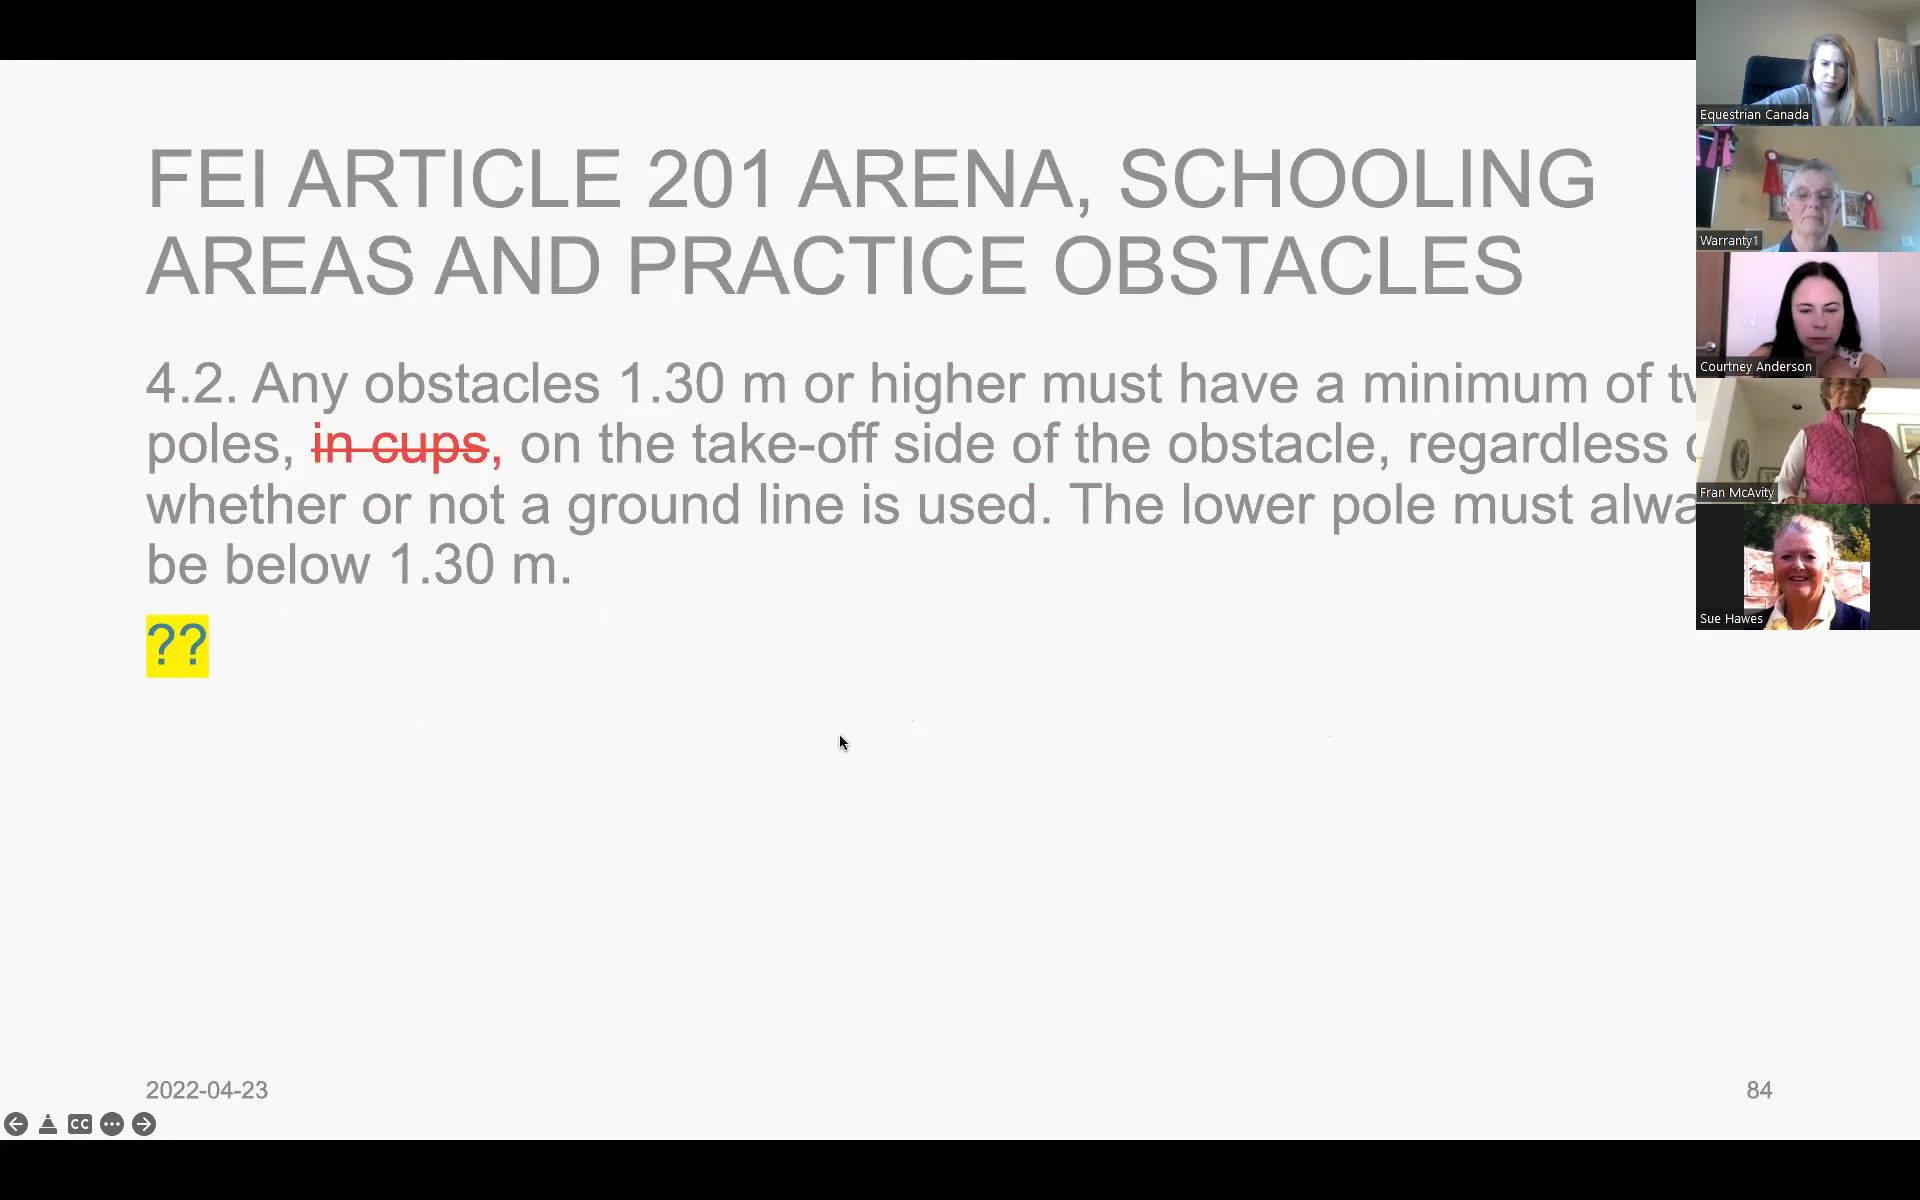 FEI ARTICLE 201 ARENA, SCHOOLING
AREAS AND PRACTICE OBSTACLES
4.2. Any obstacles 1.30 m or higher must have a minimum of
poles, in cups, on the take-off side of the obstacle, regardless
whether or not a ground line is used. The lower pole must
be below 1.30 m.
??
2022-04-23
84
CC
Equestrian Canada
Warranty1
Courtney Anderson
Fran McAvity
Sue Hawes